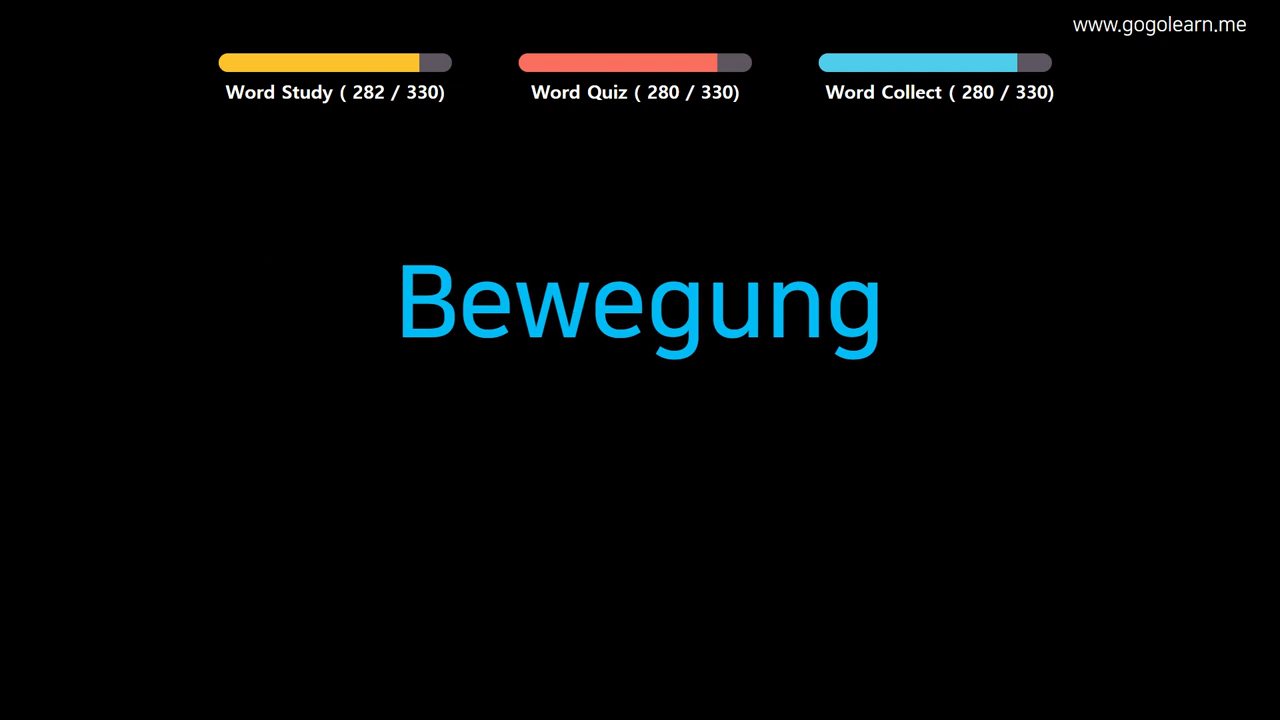 www.gogolearn.me
Word Study ( 282 / 330)
Word Quiz ( 280 / 330)
Word Collect ( 280 / 330)
Bewegung